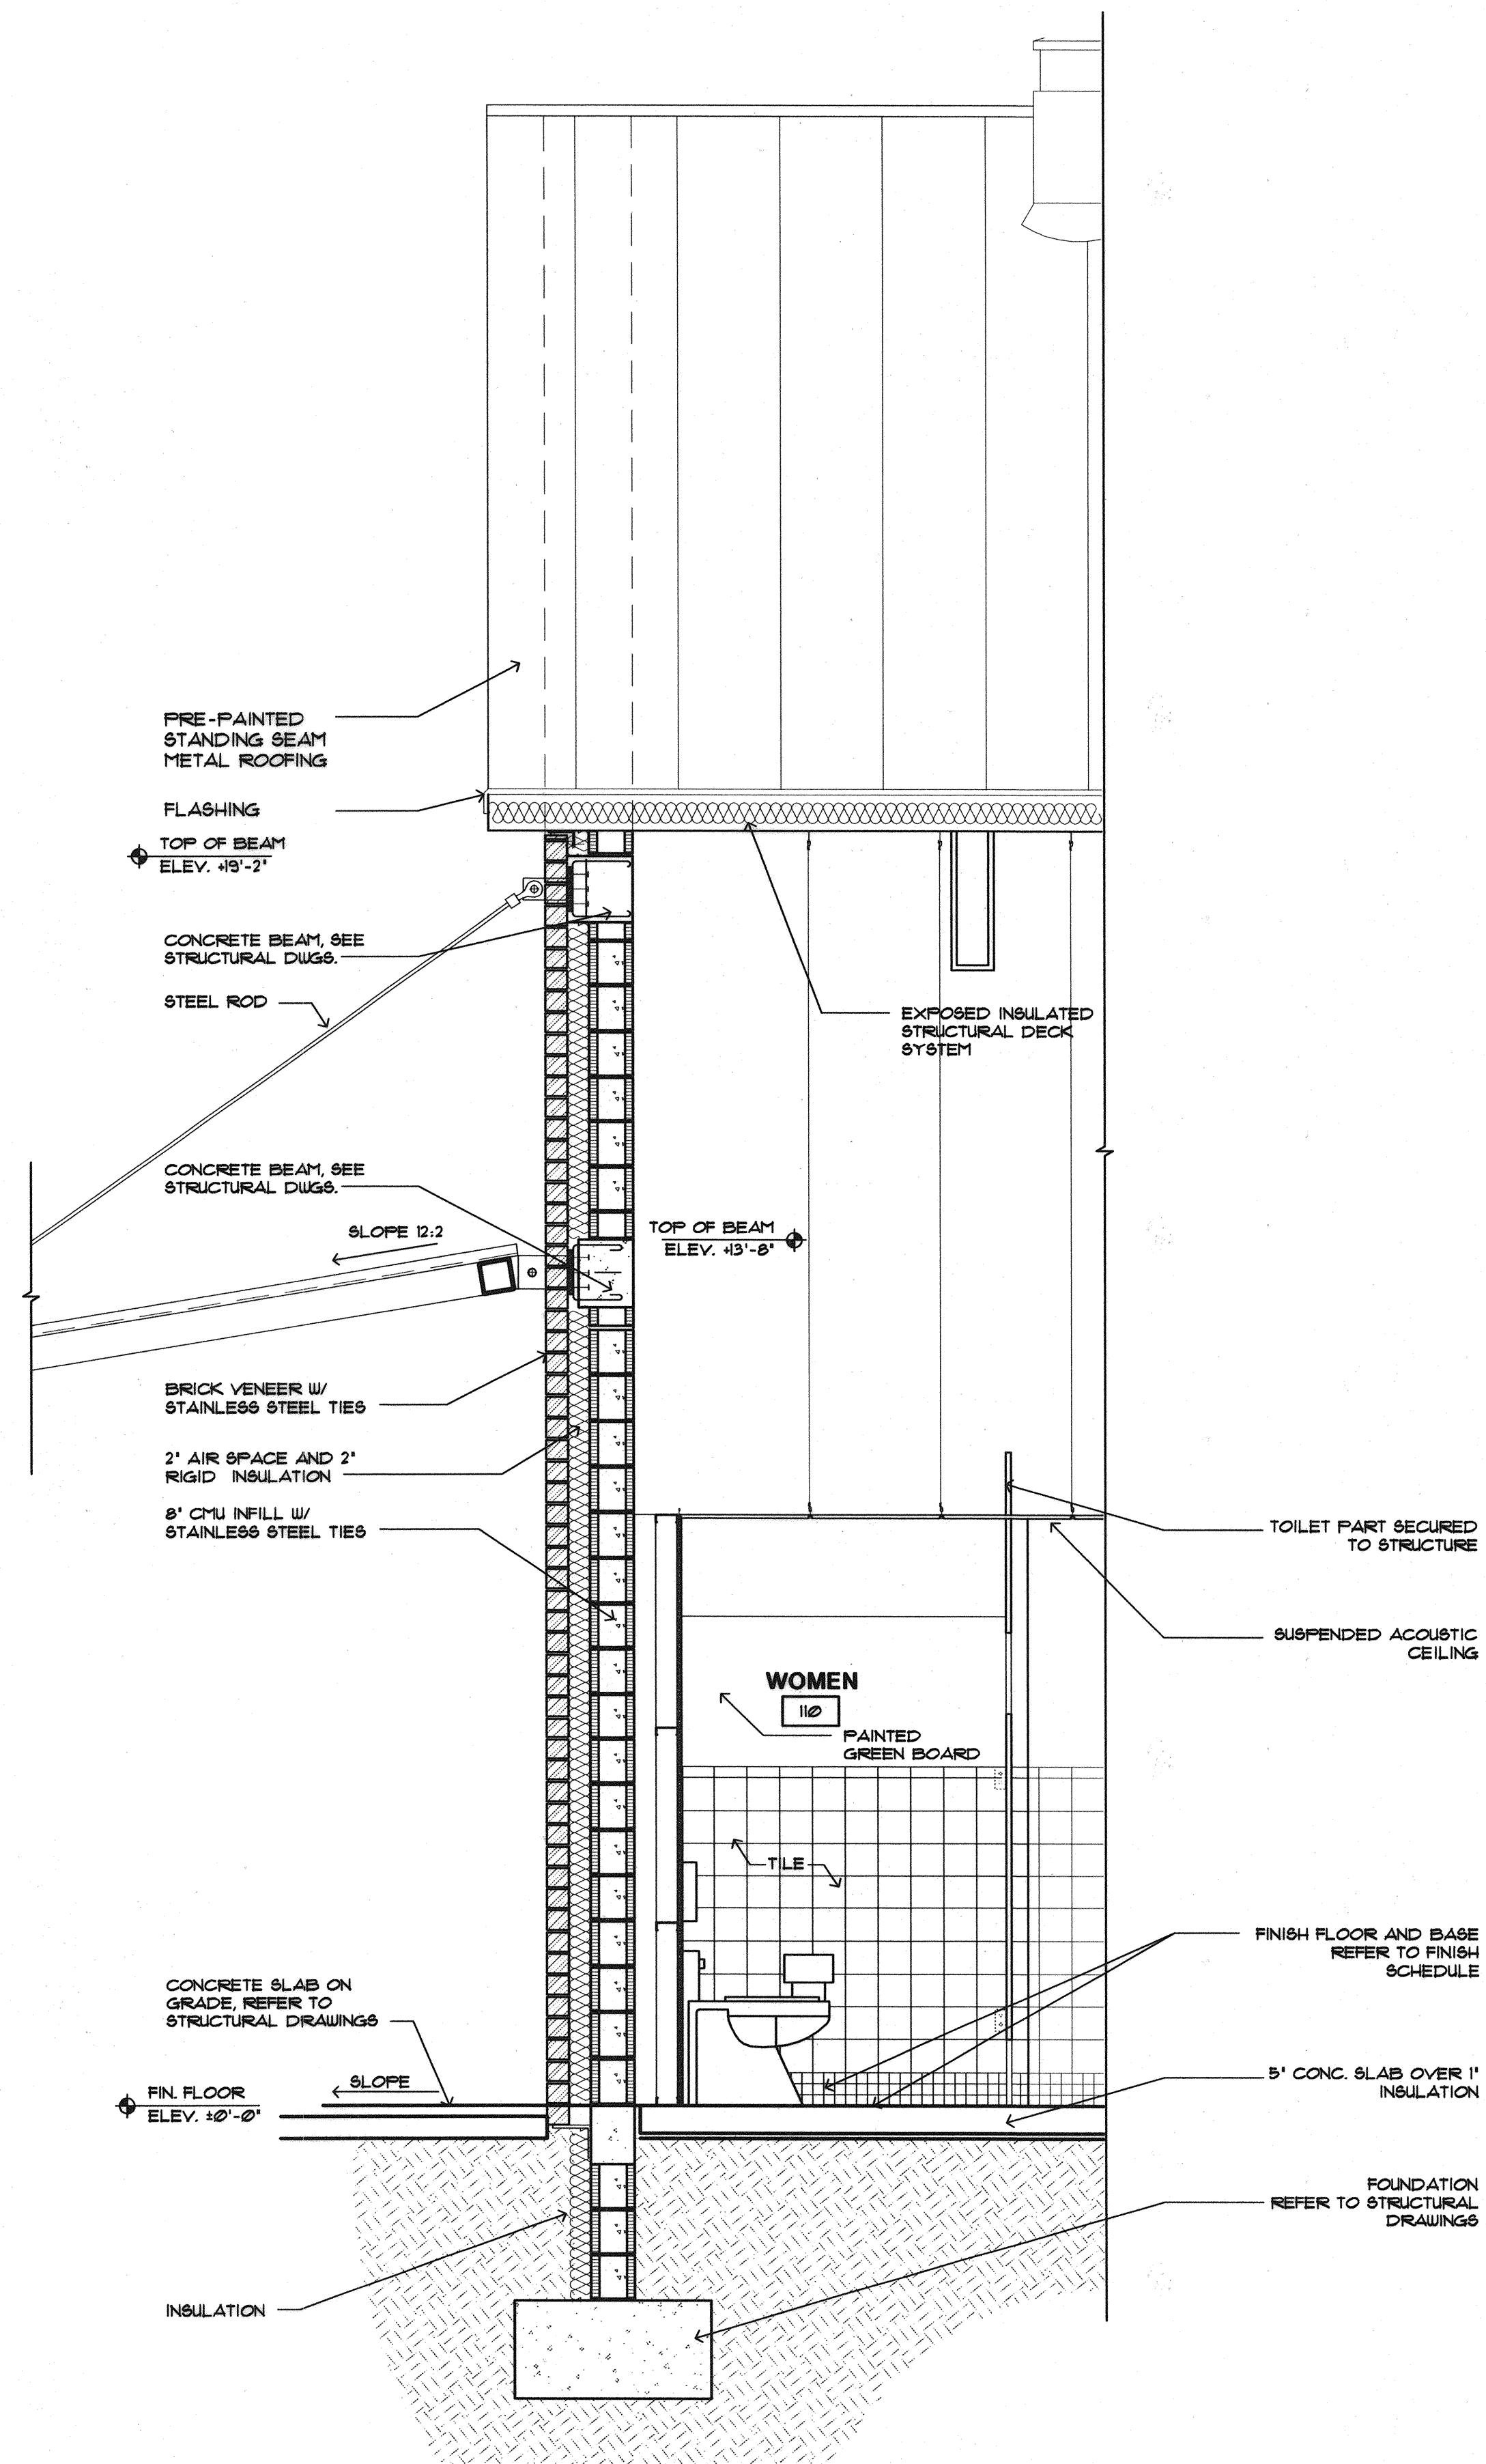 PRE-PAINTED
STANDING SEAM
METAL ROOFING
FLASHING
TOP OF BEAM
ELEV. +19'-2"
CONCRETE BEAM, SEE
STRUCTURAL DWGS.
STEEL ROD
EXPOSED INSULATED
STRUCTURAL DECK
SYSTEM
CONCRETE BEAM, SEE
STRUCTURAL DWGS.
SLOPE 12:2
TOP OF BEAM
ELEV. +13'-8"
BRICK VENEER W/
STAINLESS STEEL TIES
2" AIR SPACE AND 2"
RIGID INSULATION
8" CMU INFILL W/
STAINLESS STEEL TIES
TOILET PART SECURED
TO STRUCTURE
SUSPENDED ACOUSTIC
CEILING
WOMEN
110
PAINTED
GREEN BOARD
TILE
FINISH FLOOR AND BASE
REFER TO FINISH
SCHEDULE
CONCRETE SLAB ON
GRADE, REFER TO
STRUCTURAL DRAWINGS
SLOPE
FIN. FLOOR
ELEV. ±0'-0"
5" CONC. SLAB OVER 1"
INSULATION
FOUNDATION
REFER TO STRUCTURAL
DRAWINGS
INSULATION